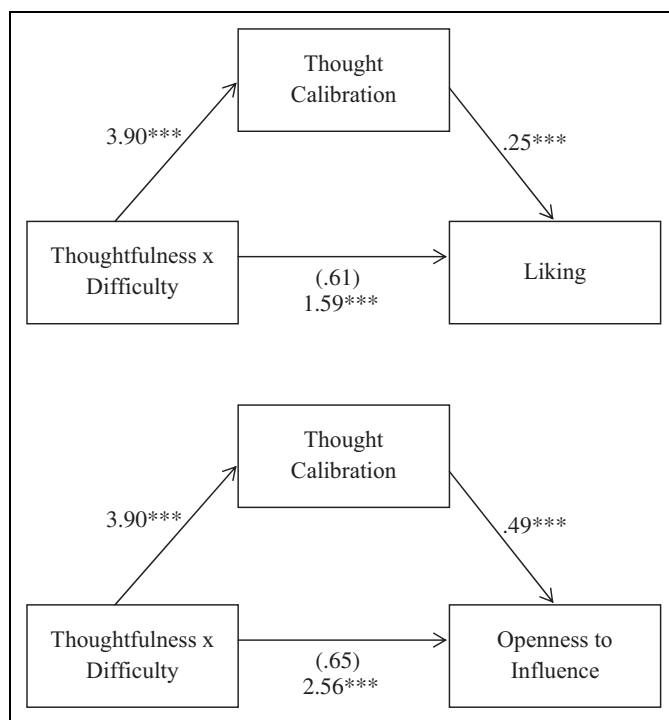 Thought
Calibration
3.90***
.25***
Thoughtfulness x
Difficulty
(.61)
1.59***
Liking
Thought
Calibration
3.90***
.49***
Thoughtfulness x
Difficulty
(.65)
2.56***
Openness to
Influence